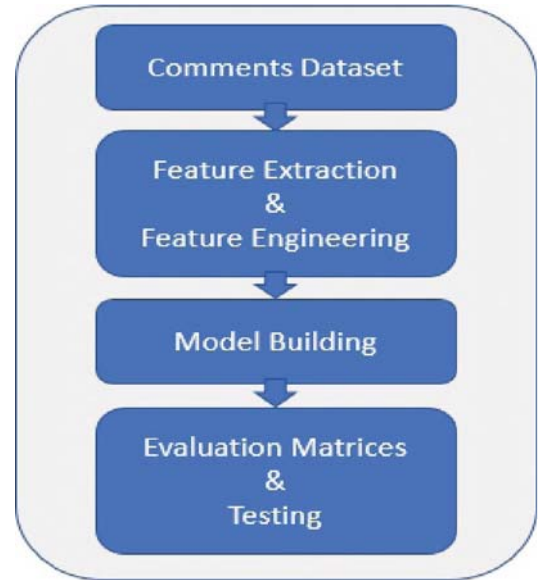 Comments Dataset
Feature Extraction
&
Feature Engineering
Model Building
Evaluation Matrices
&
Testing